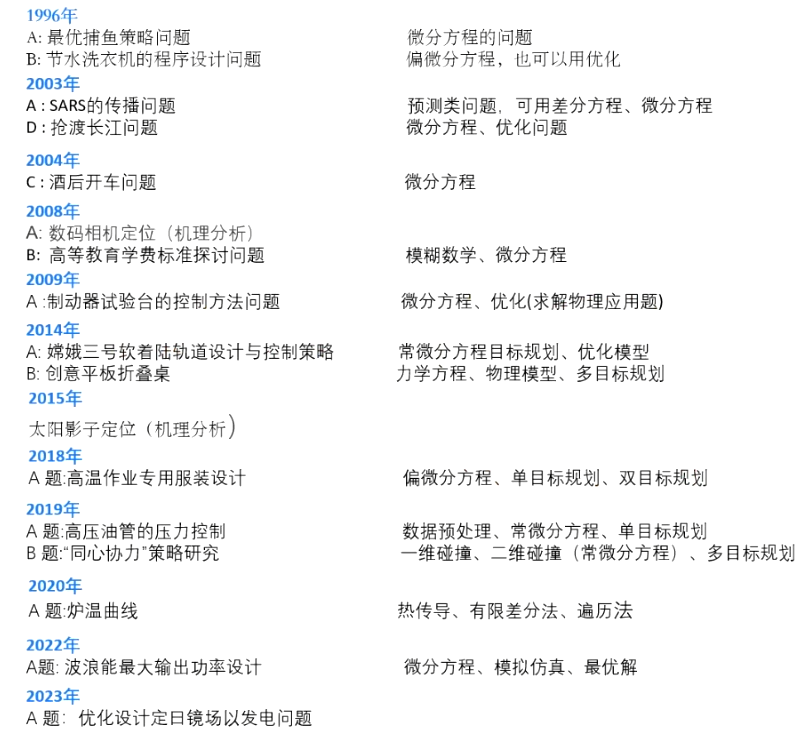 1996年
A: 最优捕鱼策略问题 微分方程的问题
B: 节水洗衣机的程序设计问题 偏微分方程，也可以用优化
2003年
A : SARS的传播问题 预测类问题，可用差分方程、微分方程
D : 抢渡长江问题 微分方程、优化问题
2004年
C : 酒后开车问题 微分方程
2008年
A: 数码相机定位（机理分析）
B: 高等教育学费标准探讨问题 模糊数学、微分方程
2009年
A :制动器试验台的控制方法问题 微分方程、优化(求解物理应用题)
2014年
A: 嫦娥三号软着陆轨道设计与控制策略 常微分方程目标规划、优化模型
B: 创意平板折叠桌 力学方程、物理模型、多目标规划
2015年
太阳影子定位（机理分析）
2018年
A 题:高温作业专用服装设计 偏微分方程、单目标规划、双目标规划
2019年
A 题:高压油管的压力控制 数据预处理、常微分方程、单目标规划
B 题:“同心协力”策略研究 一维碰撞、二维碰撞（常微分方程）、多目标规划
2020年
A 题:炉温曲线 热传导、有限差分法、遍历法
2022年
A题: 波浪能最大输出功率设计 微分方程、模拟仿真、最优解
2023年
A 题：优化设计定日镜场以发电问题